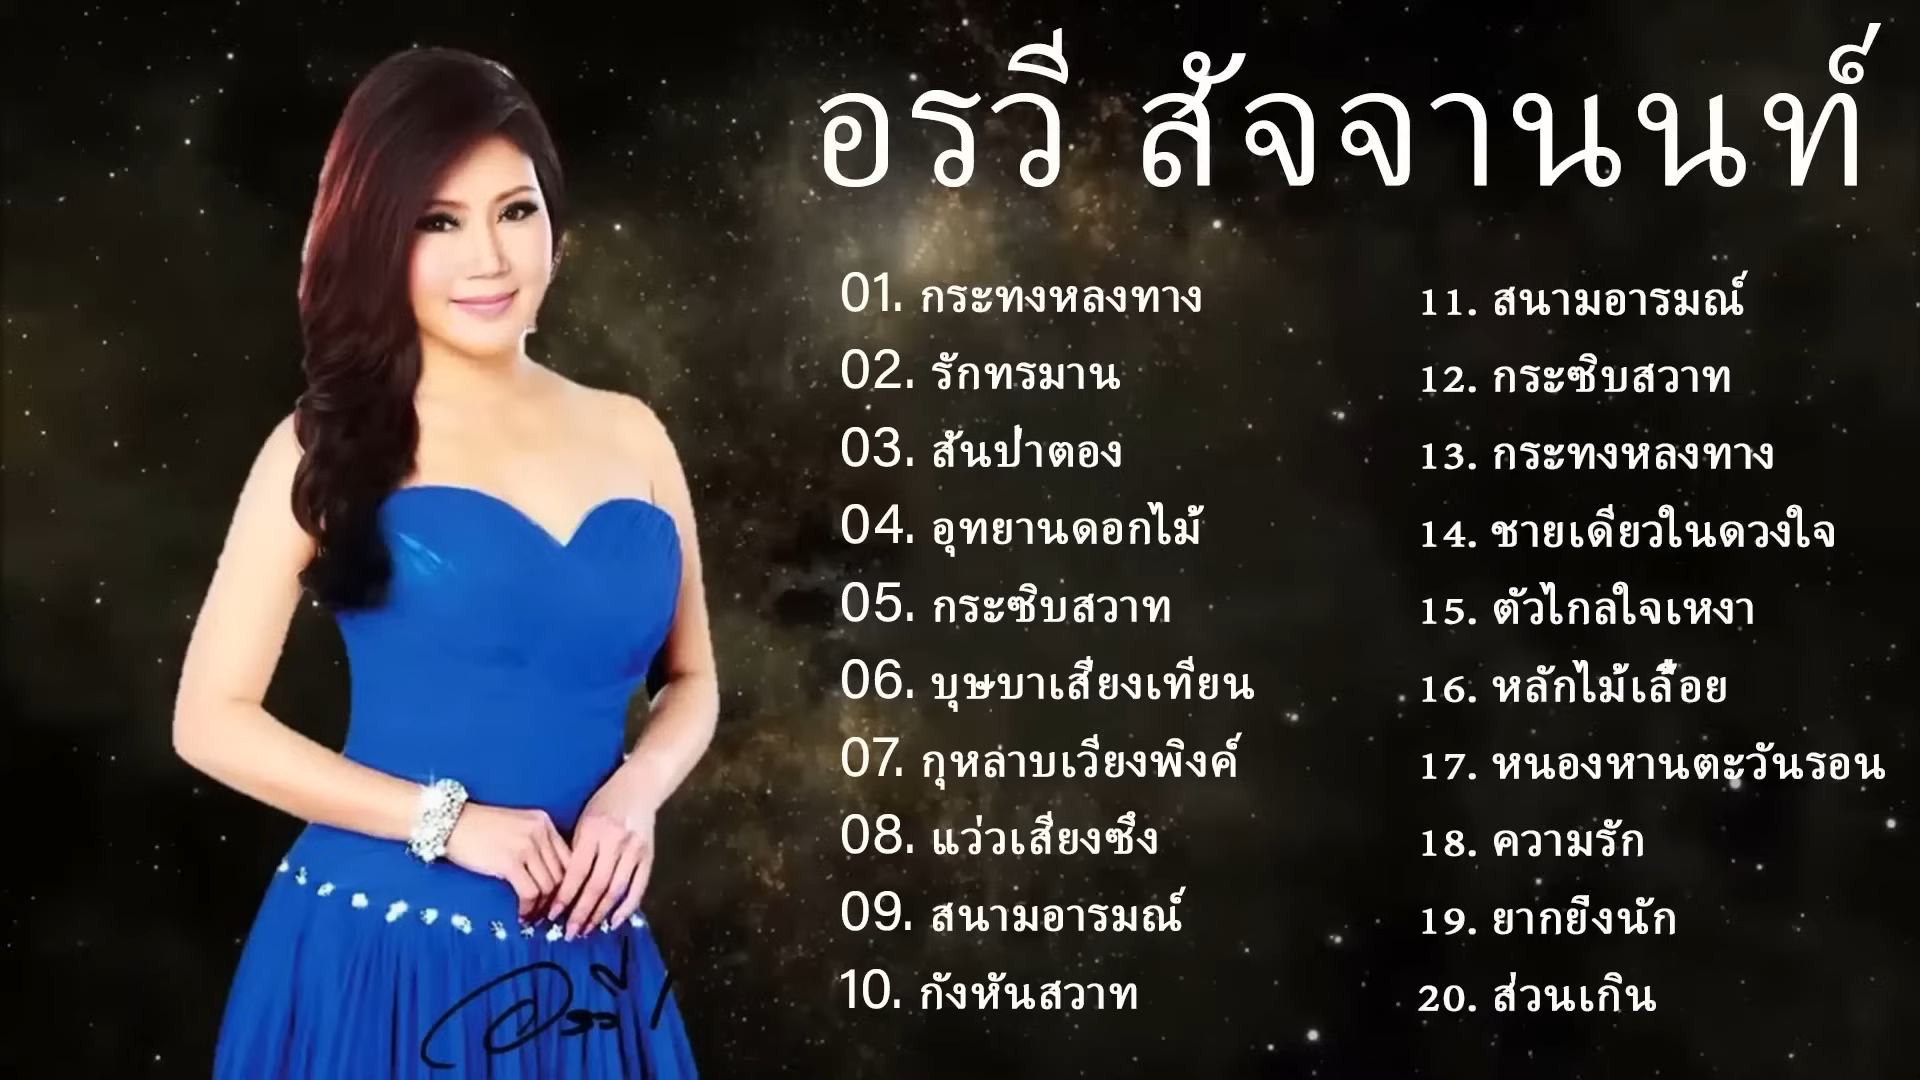 อรวี สัจจานนท์
01. กระทงหลงทาง
02. รักทรมาน
03. สันป่าตอง
04. อุทยานดอกไม้
05. กระซิบสวาท
06. บุษบาเสี่ยงเทียน
07. กุหลาบเวียงพิงค์
08. แว่วเสียงซึง
09. สนามอารมณ์
10. กังหันสวาท
11. สนามอารมณ์
12. กระซิบสวาท
13. กระทงหลงทาง
14. ชายเดียวในดวงใจ
15. ตัวไกลใจเหงา
16. หลักไม้เลื้อย
17. หนองหานตะวันรอน
18. ความรัก
19. ยากยิ่งนัก
20. ส่วนเกิน
อรวี